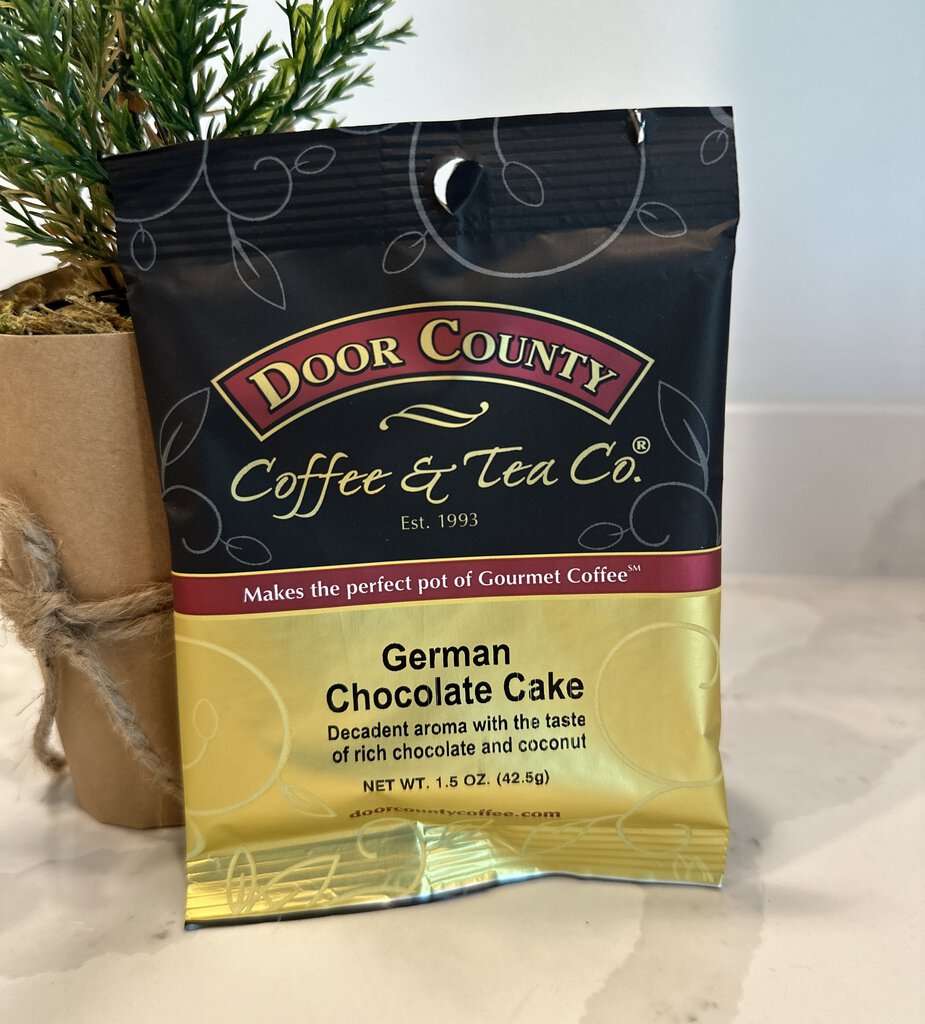 DOOR COUNTY
Coffee & Tea Co.®
Est. 1993
Makes the perfect pot of Gourmet Coffee℠
German
Chocolate Cake
Decadent aroma with the taste
of rich chocolate and coconut
NET WT. 1.5 OZ. (42.5g)
doorcountycoffee.com